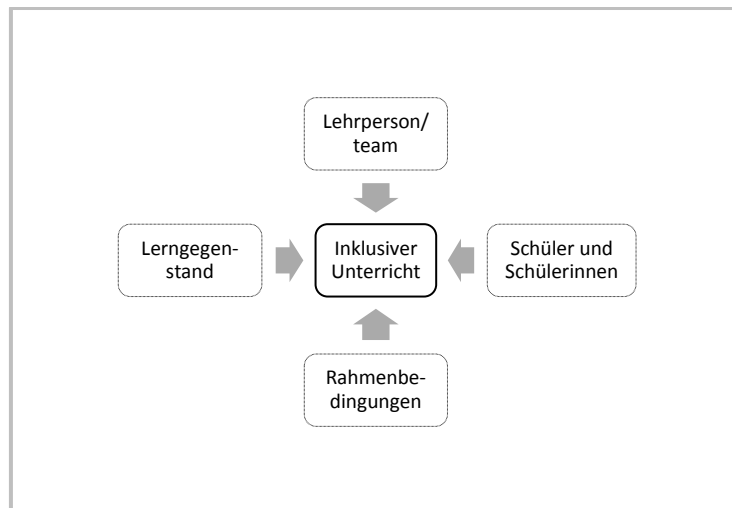 Lehrperson/
team
Lerngegen-
stand
Inklusiver
Unterricht
Schüler und
Schülerinnen
Rahmenbe-
dingungen